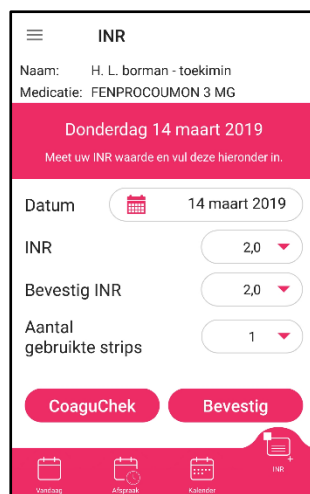 INR
Naam: H. L. borman - toekimin
Medicatie: FENPROCOUMON 3 MG
Donderdag 14 maart 2019
Meet uw INR waarde en vul deze hieronder in.
Datum 14 maart 2019
INR 2,0
Bevestig INR 2,0
Aantal
gebruikte strips 1
CoaguChek Bevestig
Vandaag Afspraak Kalender INR